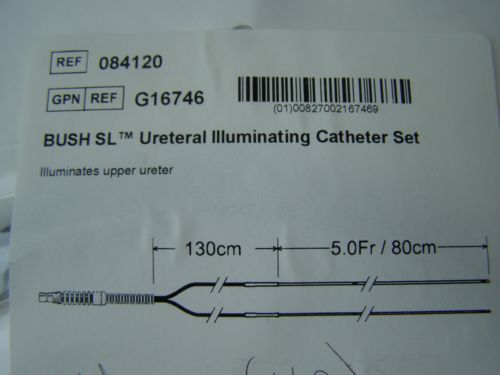 REF 084120
GPN REF G16746
(01)00827002167469
BUSH SL™ Ureteral Illuminating Catheter Set
Illuminates upper ureter
130cm 5.0Fr / 80cm